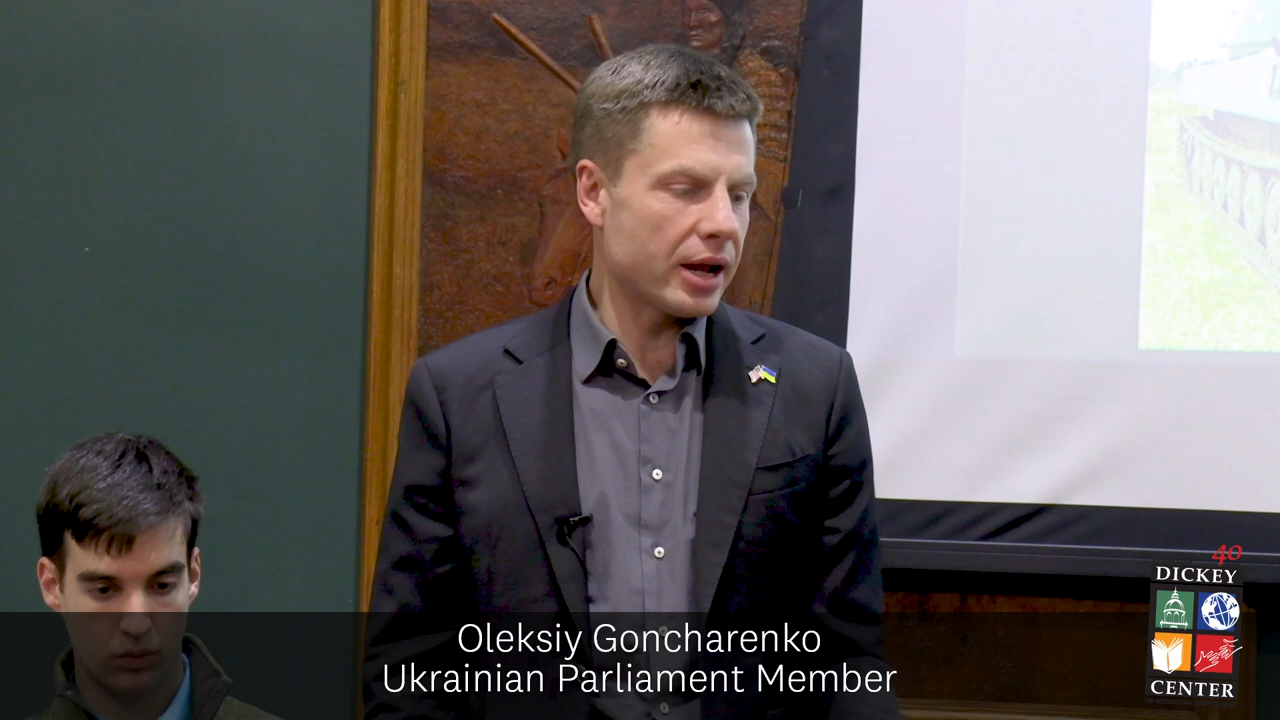 Oleksiy Goncharenko
Ukrainian Parliament Member
40
DICKEY
CENTER